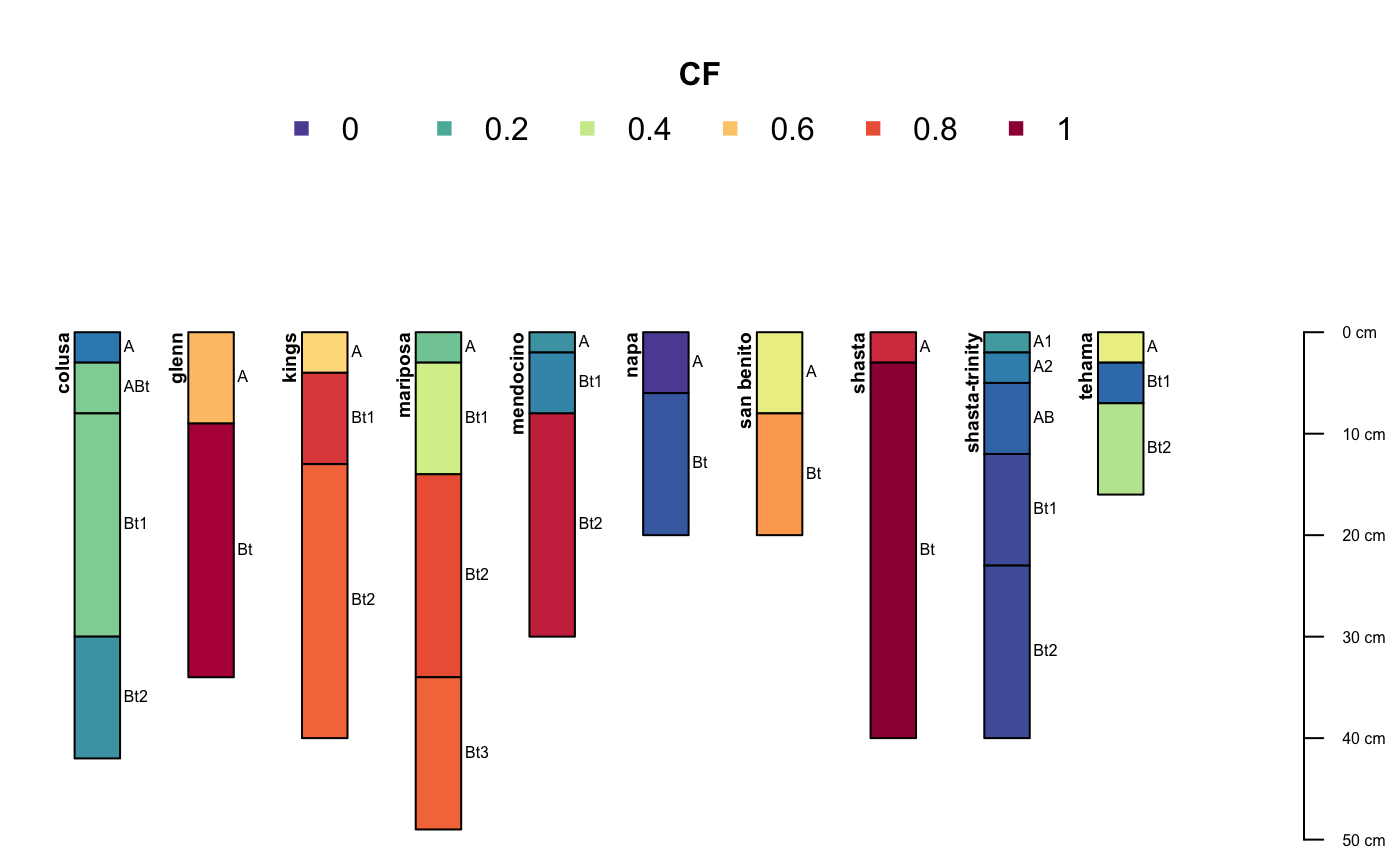 CF
0 0.2 0.4 0.6 0.8 1
colusa
A
ABt
Bt1
Bt2
glenn
A
Bt
kings
A
Bt1
Bt2
mariposa
A
Bt1
Bt2
Bt3
mendocino
A
Bt1
Bt2
napa
A
Bt
san benito
A
Bt
shasta
A
Bt
shasta-trinity
A1
A2
AB
Bt1
Bt2
tehama
A
Bt1
Bt2
0 cm
10 cm
20 cm
30 cm
40 cm
50 cm